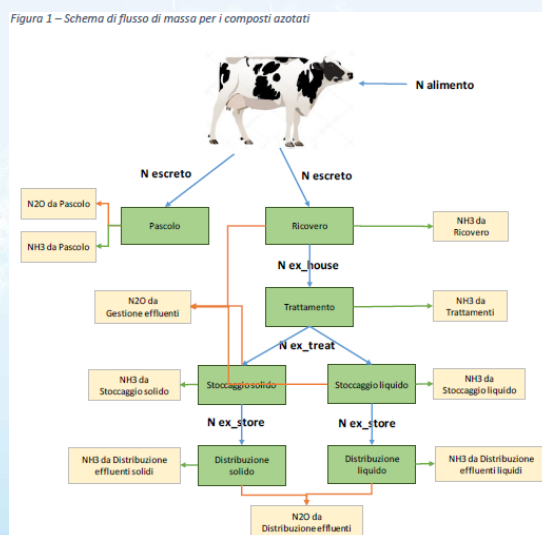 Figura 1 – Schema di flusso di massa per i composti azotati
N alimento
N escreto
N escreto
N2O da
Pascolo
NH3 da
Pascolo
Pascolo
Ricovero
NH3 da
Ricovero
N ex_house
N2O da
Gestione effluenti
Trattamento
NH3 da
Trattamenti
N ex_treat
NH3 da
Stoccaggio solido
Stoccaggio solido
Stoccaggio liquido
NH3 da
Stoccaggio liquido
N ex_store
N ex_store
NH3 da Distribuzione
effluenti solidi
Distribuzione
solido
Distribuzione
liquido
NH3 da Distribuzione
effluenti liquidi
N2O da
Distribuzione effluenti